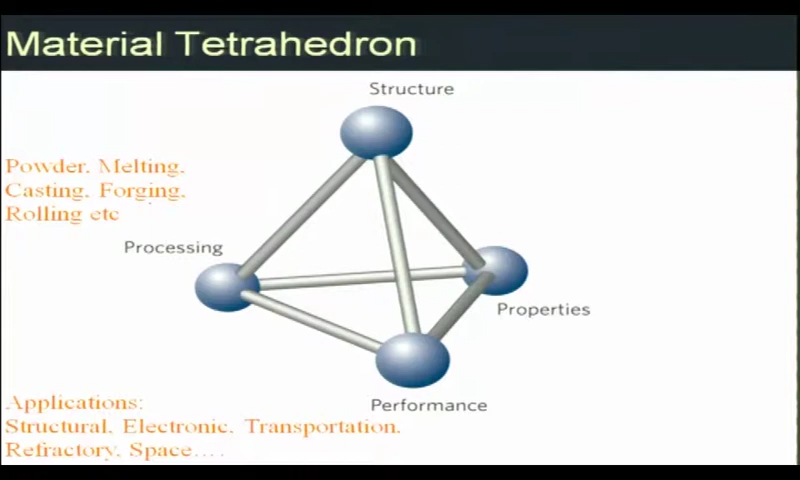 Material Tetrahedron
Structure
Powder, Melting,
Casting, Forging,
Rolling etc
Processing
Properties
Applications:
Performance
Structural, Electronic, Transportation,
Refractory, Space....